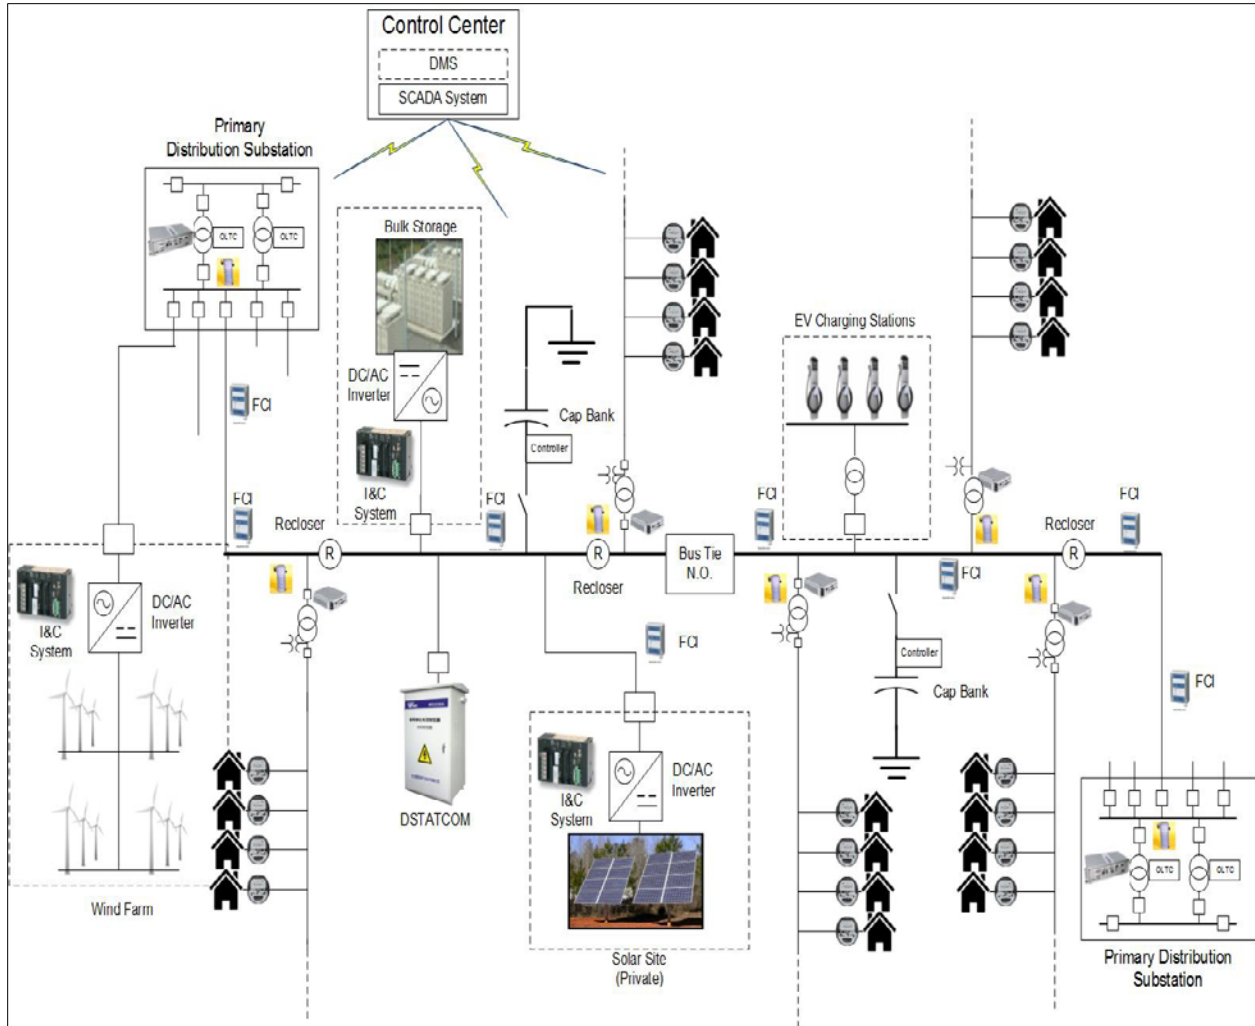 Control Center
DMS
SCADA System
Primary
Distribution Substation
OLTC
OLTC
Bulk Storage
DC/AC
Inverter
I&C
System
FCI
FCI
Recloser
R
FCI
Cap Bank
Controller
EV Charging Stations
R
Recloser
Bus Tie
N.O.
FCI
FCI
Recloser
R
FCI
FCI
I&C
System
DC/AC
Inverter
Wind Farm
DSTATCOM
FCI
I&C
System
DC/AC
Inverter
Solar Site
(Private)
Controller
Cap Bank
OLTC
OLTC
Primary Distribution
Substation